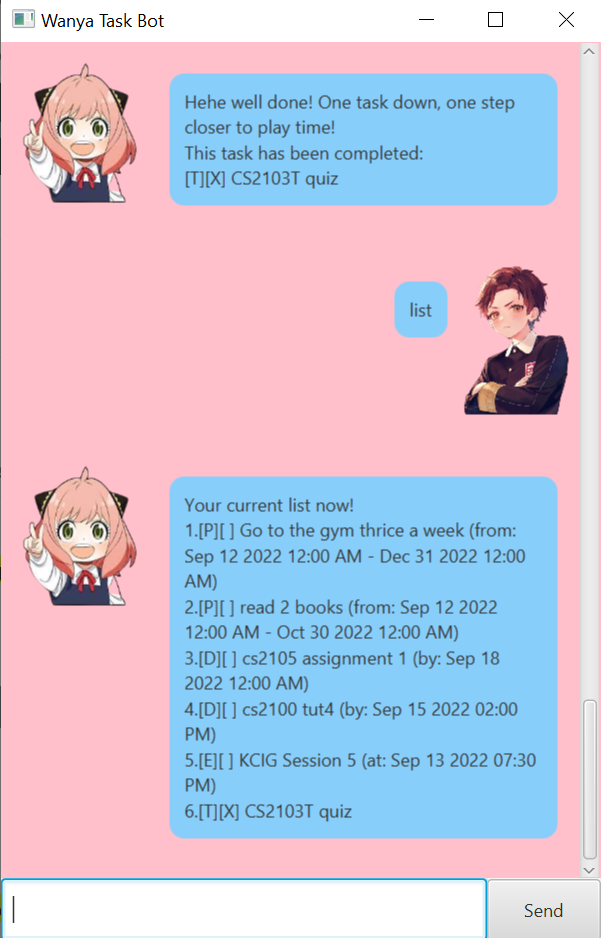 Wanya Task Bot
Hehe well done! One task down, one step
closer to play time!
This task has been completed:
[T][X] CS2103T quiz
list
Your current list now!
1.[P][ ] Go to the gym thrice a week (from:
Sep 12 2022 12:00 AM - Dec 31 2022 12:00
AM)
2.[P][ ] read 2 books (from: Sep 12 2022
12:00 AM - Oct 30 2022 12:00 AM)
3.[D][ ] cs2105 assignment 1 (by: Sep 18
2022 12:00 AM)
4.[D][ ] cs2100 tut4 (by: Sep 15 2022 02:00
PM)
5.[E][ ] KCIG Session 5 (at: Sep 13 2022 07:30
PM)
6.[T][X] CS2103T quiz
Send